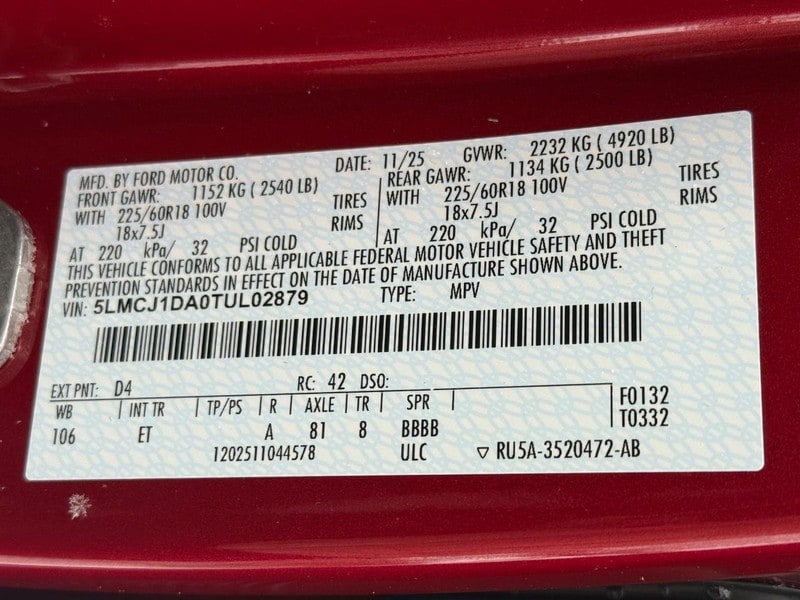 MFD. BY FORD MOTOR CO. DATE: 11/25 GVWR: 2232 KG ( 4920 LB)
FRONT GAWR: 1152 KG ( 2540 LB) REAR GAWR: 1134 KG ( 2500 LB)
WITH 225/60R18 100V TIRES WITH 225/60R18 100V TIRES
18x7.5J RIMS 18x7.5J RIMS
AT 220 kPa/ 32 PSI COLD AT 220 kPa/ 32 PSI COLD
THIS VEHICLE CONFORMS TO ALL APPLICABLE FEDERAL MOTOR VEHICLE SAFETY AND THEFT
PREVENTION STANDARDS IN EFFECT ON THE DATE OF MANUFACTURE SHOWN ABOVE.
VIN: 5LMCJ1DA0TUL02879 TYPE: MPV
EXT PNT: D4 RC: 42 DSO:
WB INT TR TP/PS R AXLE TR SPR F0132
106 ET A 81 8 BBBB T0332
1202511044578 ULC ▽ RU5A-3520472-AB